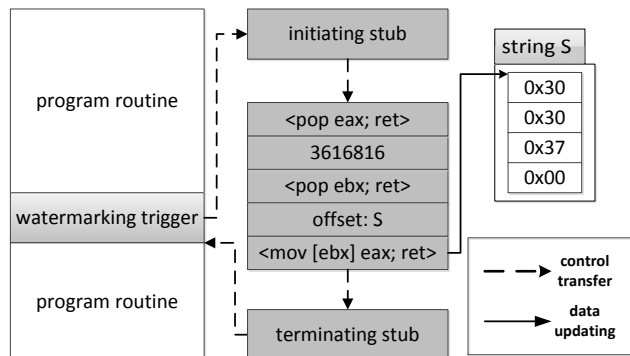 program routine
watermarking trigger
program routine
initiating stub
<pop eax; ret>
3616816
<pop ebx; ret>
offset: S
<mov [ebx] eax; ret>
terminating stub
string S
0x30
0x30
0x37
0x00
control
transfer
data
updating